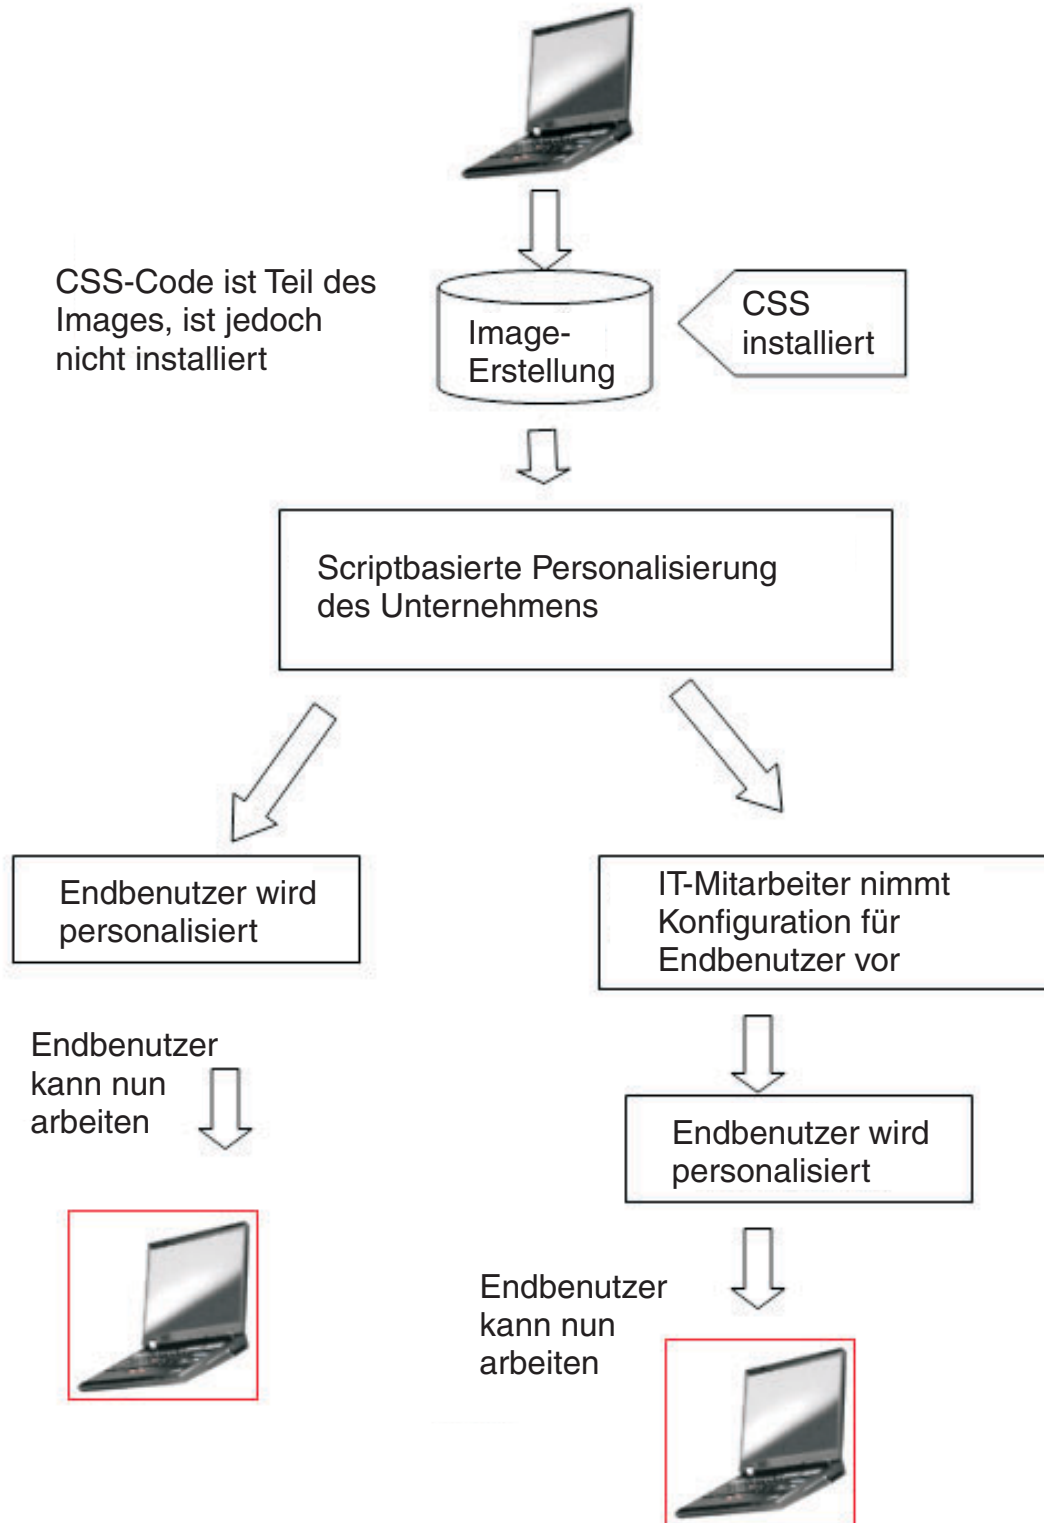 CSS-Code ist Teil des
Images, ist jedoch
nicht installiert
Image-
Erstellung
CSS
installiert
Scriptbasierte Personalisierung
des Unternehmens
Endbenutzer wird
personalisiert
IT-Mitarbeiter nimmt
Konfiguration für
Endbenutzer vor
Endbenutzer
kann nun
arbeiten
Endbenutzer wird
personalisiert
Endbenutzer
kann nun
arbeiten